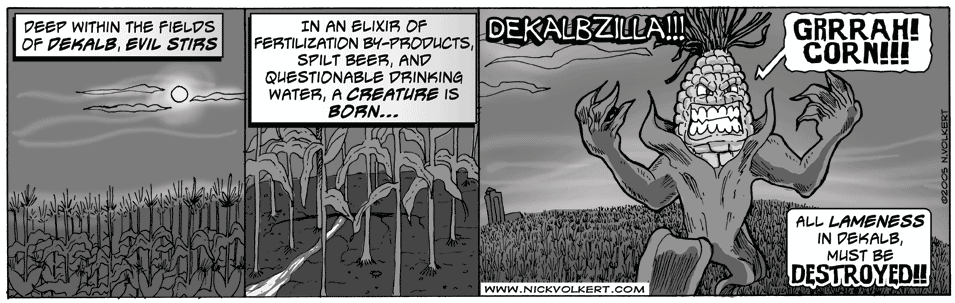 DEEP WITHIN THE FIELDS
OF DEKALB, EVIL STIRS
IN AN ELIXIR OF
FERTILIZATION BY-PRODUCTS,
SPILT BEER, AND
QUESTIONABLE DRINKING
WATER, A CREATURE IS
BORN...
DEKALBZILLA!!!
GRRRAH!
CORN!!!
©2005 N.VOLKERT
ALL LAMENESS
IN DEKALB,
MUST BE
DESTROYED!!
WWW.NICKVOLKERT.COM